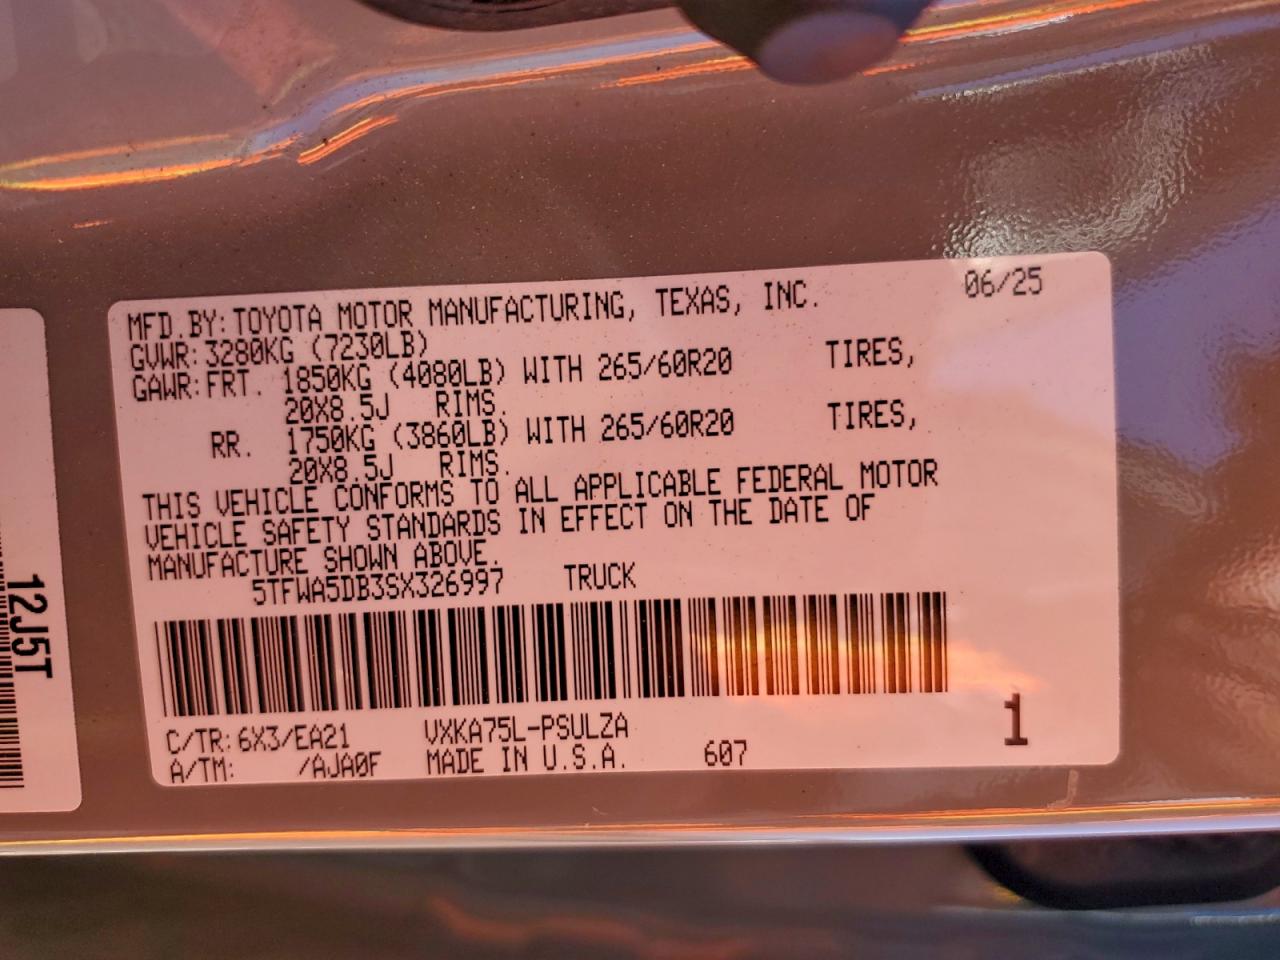 MFD.BY:TOYOTA MOTOR MANUFACTURING, TEXAS, INC. 06/25
GVWR:3280KG (7230LB)
GAWR:FRT. 1850KG (4080LB) WITH 265/60R20 TIRES,
20X8.5J RIMS.
RR. 1750KG (3860LB) WITH 265/60R20 TIRES,
20X8.5J RIMS.
THIS VEHICLE CONFORMS TO ALL APPLICABLE FEDERAL MOTOR
VEHICLE SAFETY STANDARDS IN EFFECT ON THE DATE OF
MANUFACTURE SHOWN ABOVE.
5TFWA5DB3SX326997 TRUCK
C/TR:6X3/EA21 VXKA75L-PSULZA
A/TM: /AJA0F MADE IN U.S.A. 607
1
12J5T